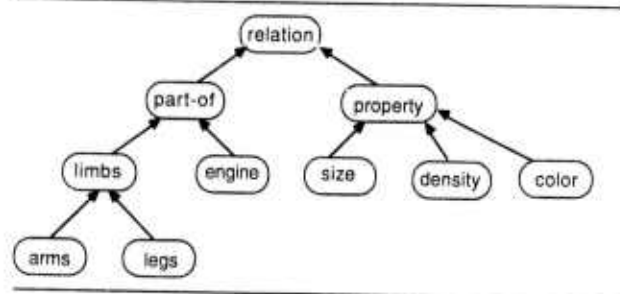 relation
part-of
property
limbs
engine
size
density
color
arms
legs